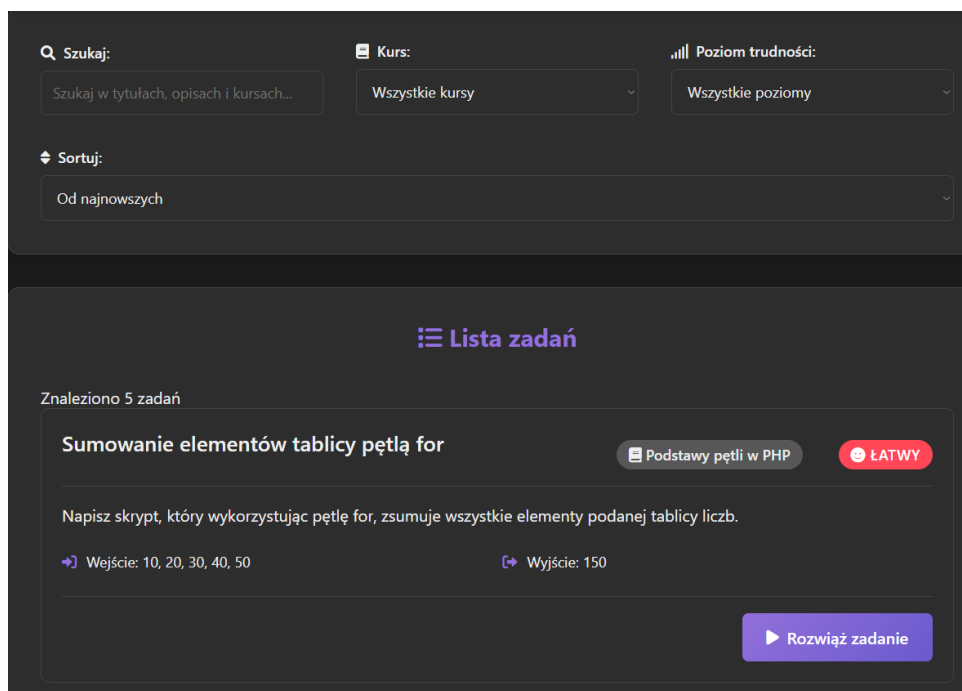 Szukaj:
Kurs:
Poziom trudności:
Szukaj w tytułach, opisach i kursach...
Wszystkie kursy
Wszystkie poziomy
Sortuj:
Od najnowszych
Lista zadań
Znaleziono 5 zadań
Sumowanie elementów tablicy pętlą for
Podstawy pętli w PHP
ŁATWY
Napisz skrypt, który wykorzystując pętlę for, zsumuje wszystkie elementy podanej tablicy liczb.
Wejście: 10, 20, 30, 40, 50
Wyjście: 150
Rozwiąż zadanie